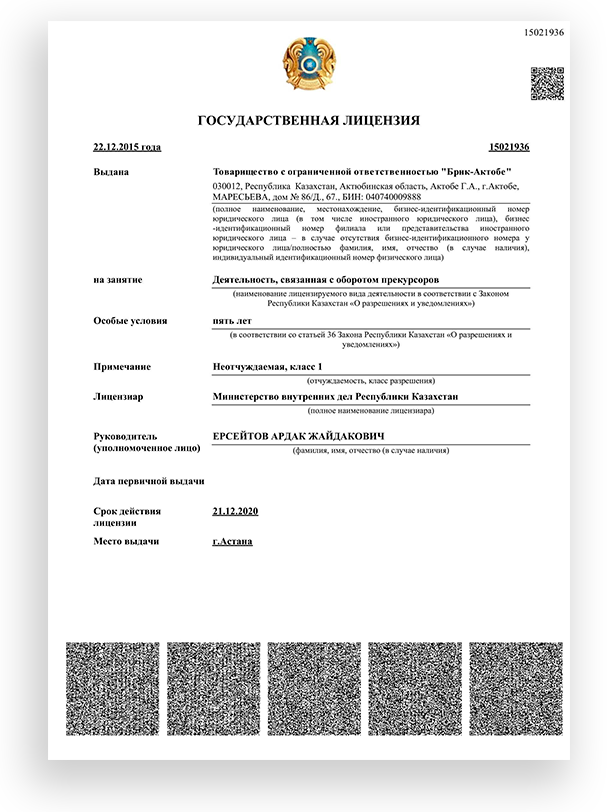 15021936
ГОСУДАРСТВЕННАЯ ЛИЦЕНЗИЯ
22.12.2015 года 15021936
Выдана Товарищество с ограниченной ответственностью "Брик-Актобе"
030012, Республика Казахстан, Актюбинская область, Актобе Г.А., г.Актобе,
МАРЕСЬЕВА, дом № 86/Д., 67., БИН: 040740009888
(полное наименование, местонахождение, бизнес-идентификационный номер
юридического лица (в том числе иностранного юридического лица), бизнес
-идентификационный номер филиала или представительства иностранного
юридического лица – в случае отсутствия бизнес-идентификационного номера у
юридического лица/полностью фамилия, имя, отчество (в случае наличия),
индивидуальный идентификационный номер физического лица)
на занятие Деятельность, связанная с оборотом прекурсоров
(наименование лицензируемого вида деятельности в соответствии с Законом
Республики Казахстан «О разрешениях и уведомлениях»)
Особые условия пять лет
(в соответствии со статьей 36 Закона Республики Казахстан «О разрешениях и
уведомлениях»)
Примечание Неотчуждаемая, класс 1
(отчуждаемость, класс разрешения)
Лицензиар Министерство внутренних дел Республики Казахстан
(полное наименование лицензиара)
Руководитель ЕРСЕЙТОВ АРДАК ЖАЙДАКОВИЧ
(уполномоченное лицо) (фамилия, имя, отчество (в случае наличия)
Дата первичной выдачи
Срок действия 21.12.2020
лицензии
Место выдачи г.Астана